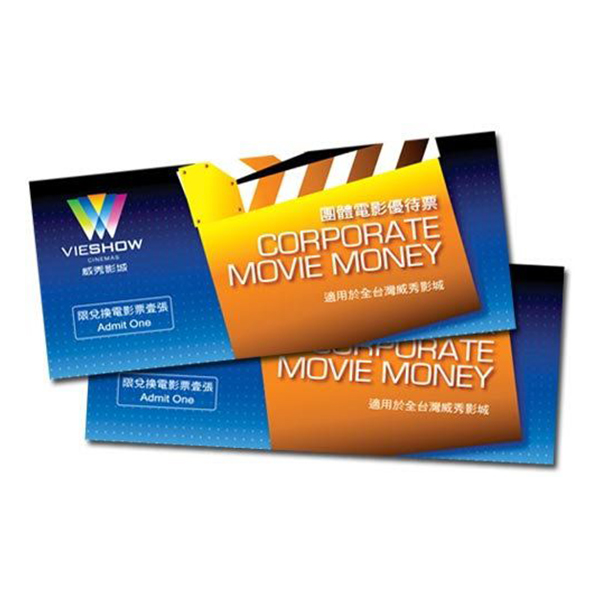 VIESHOW
CINEMAS
威秀影城
限兌換電影票壹張
Admit One
團體電影優待票
CORPORATE
MOVIE MONEY
適用於全台灣威秀影城
限兌換電影票壹張
Admit One
CORPORATE
MOVIE MONEY
適用於全台灣威秀影城